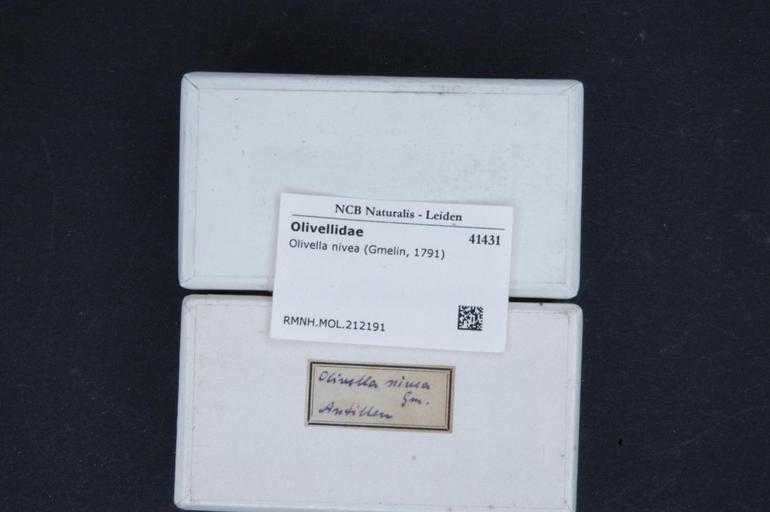 NCB Naturalis - Leiden
Olivellidae 41431
Olivella nivea (Gmelin, 1791)
RMNH.MOL.212191
Olivella nivea
Gm.
Antillen